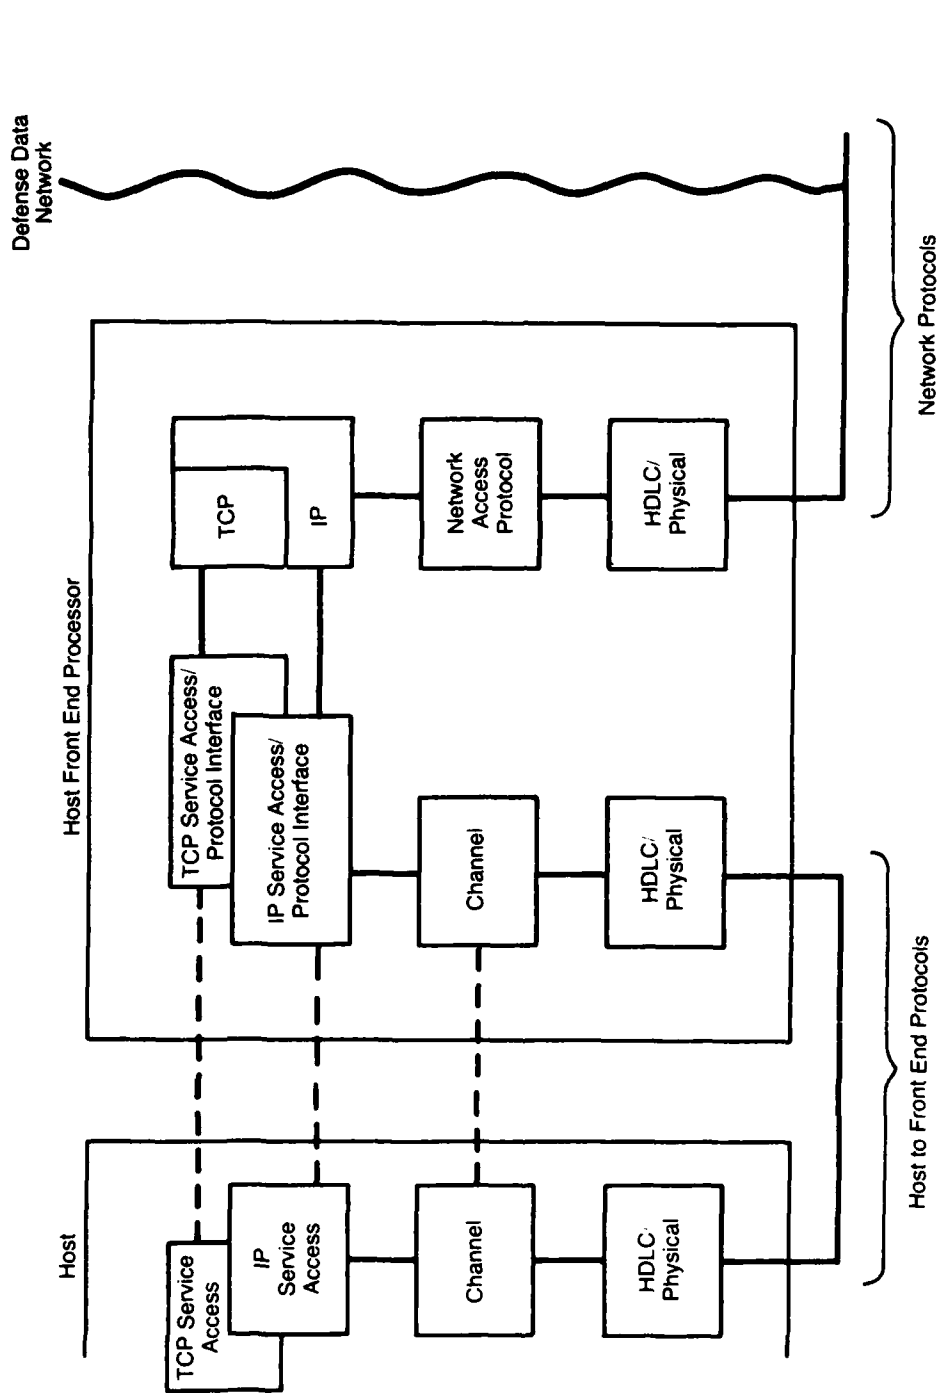 Defense Data
Network
Host Front End Processor
Host
TCP Service
Access
IP
Service
Access
Channel
HDLC/
Physical
TCP Service Access/
Protocol Interface
IP Service Access/
Protocol Interface
Channel
HDLC/
Physical
TCP
IP
Network
Access
Protocol
HDLC/
Physical
Host to Front End Protocols
Network Protocols